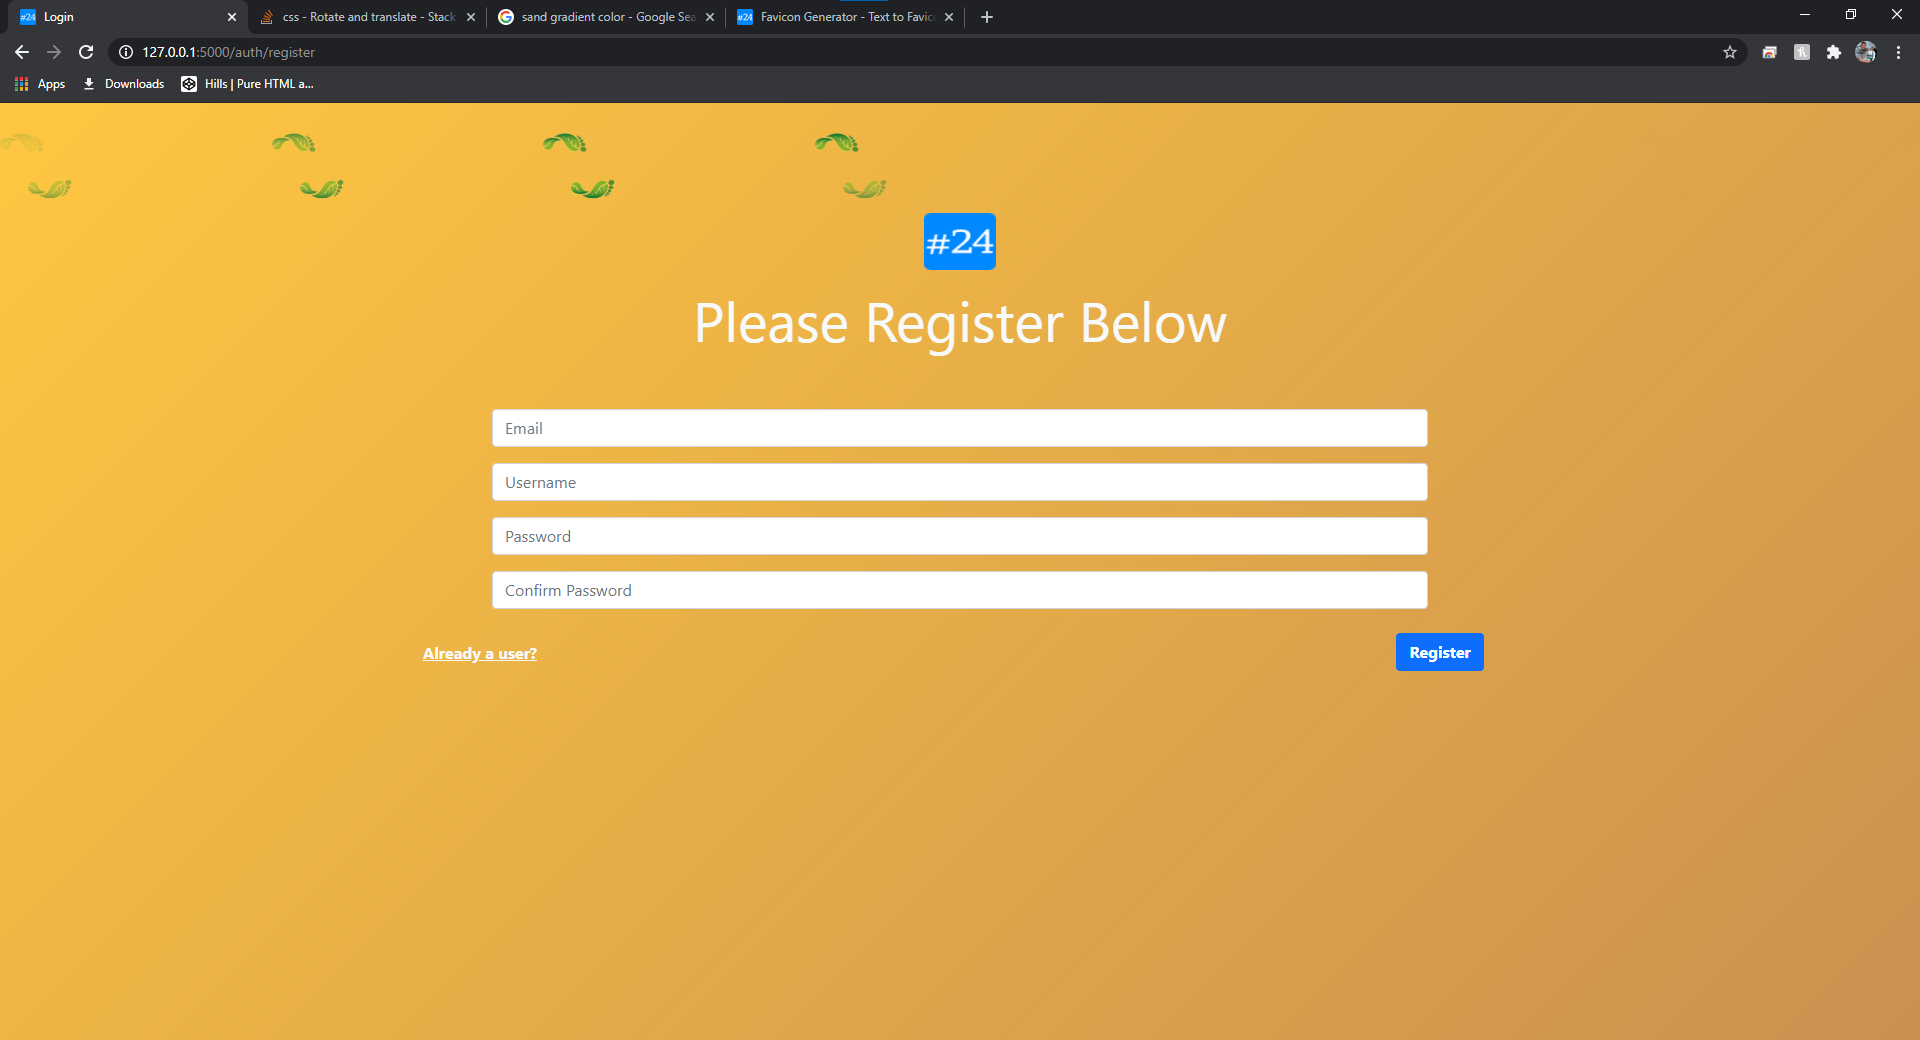 #24 Login
css - Rotate and translate - Stack
sand gradient color - Google Sea
#24 Favicon Generator - Text to Favic
127.0.0.1:5000/auth/register
Apps
Downloads
Hills | Pure HTML a...
#24
Please Register Below
Email
Username
Password
Confirm Password
Already a user?
Register